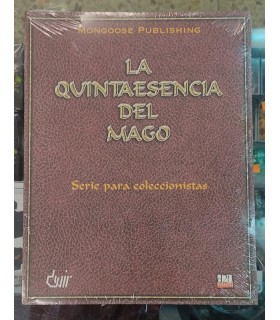 MONGOOSE PUBLISHING
LA
QUINTAESENCIA
DEL
MAGO
Serie para coleccionistas